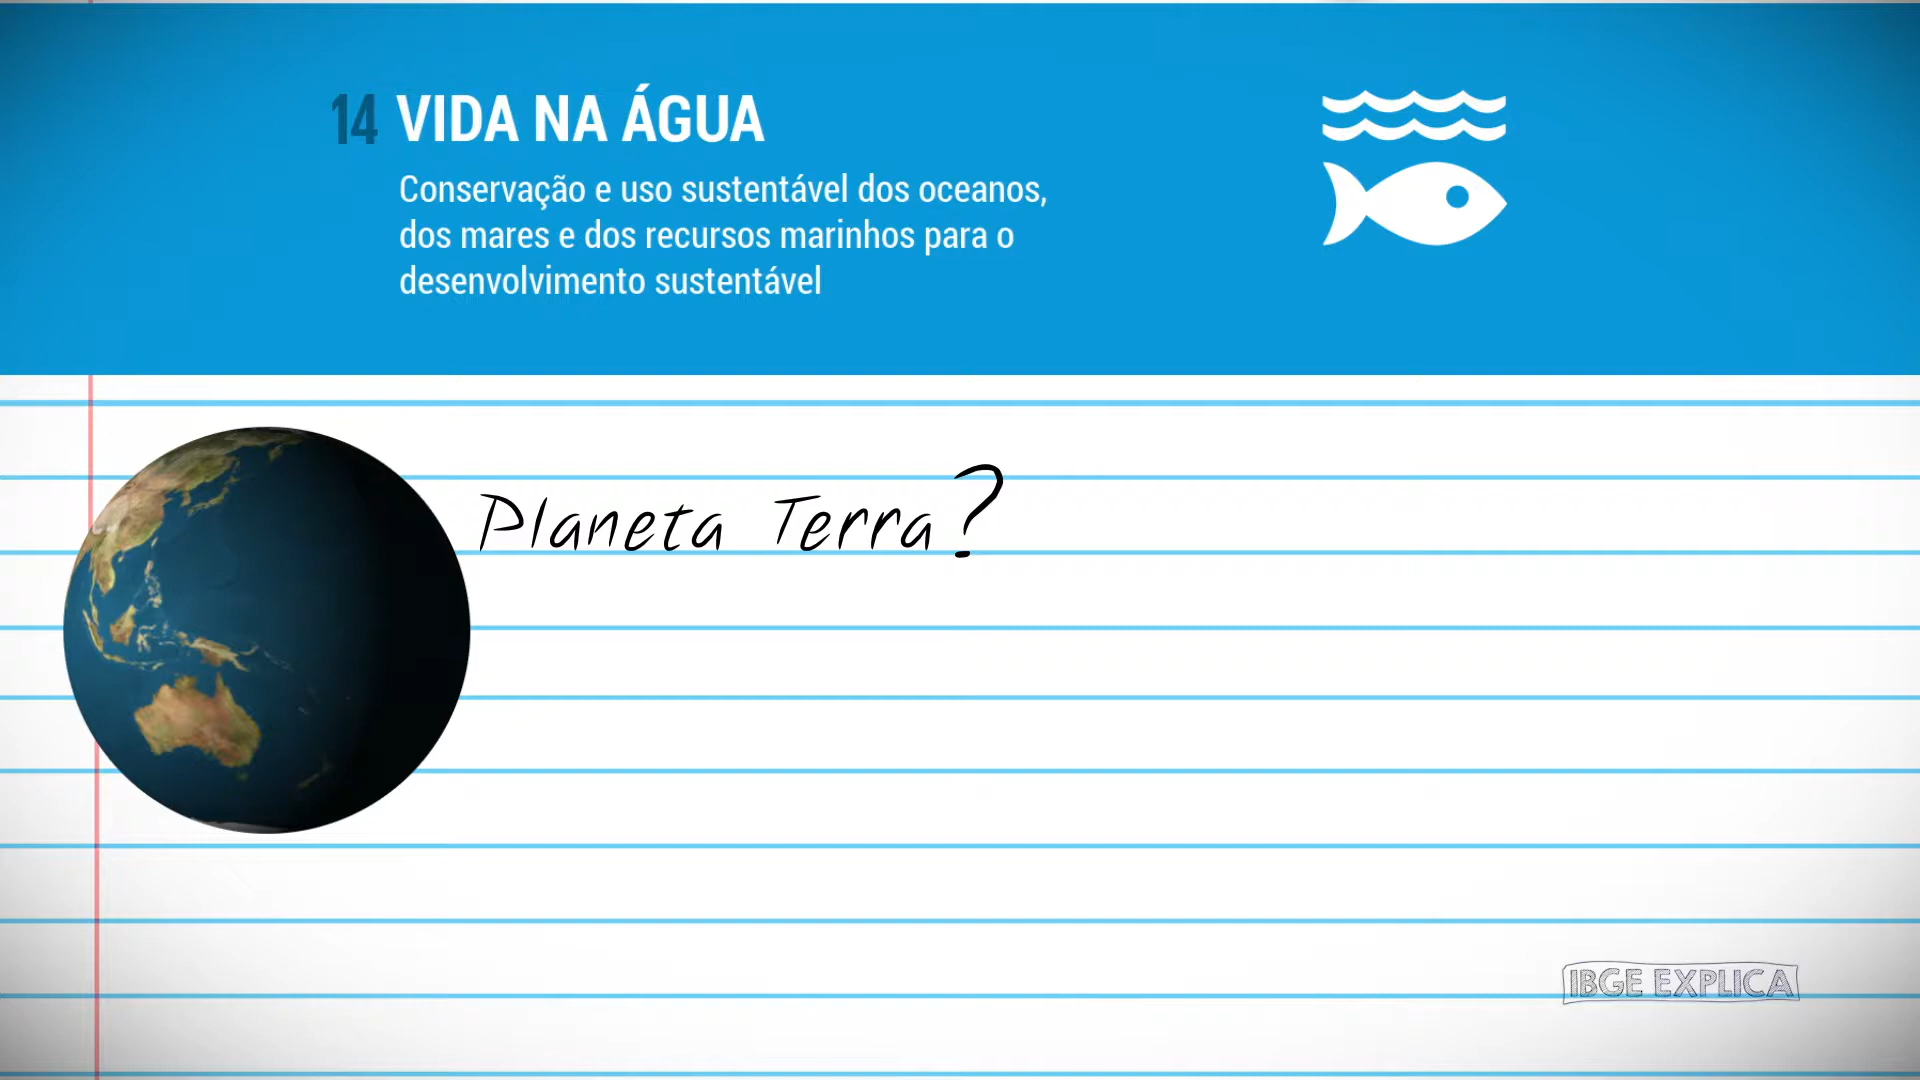 14 VIDA NA ÁGUA
Conservação e uso sustentável dos oceanos,
dos mares e dos recursos marinhos para o
desenvolvimento sustentável
Planeta Terra?
IBGE EXPLICA